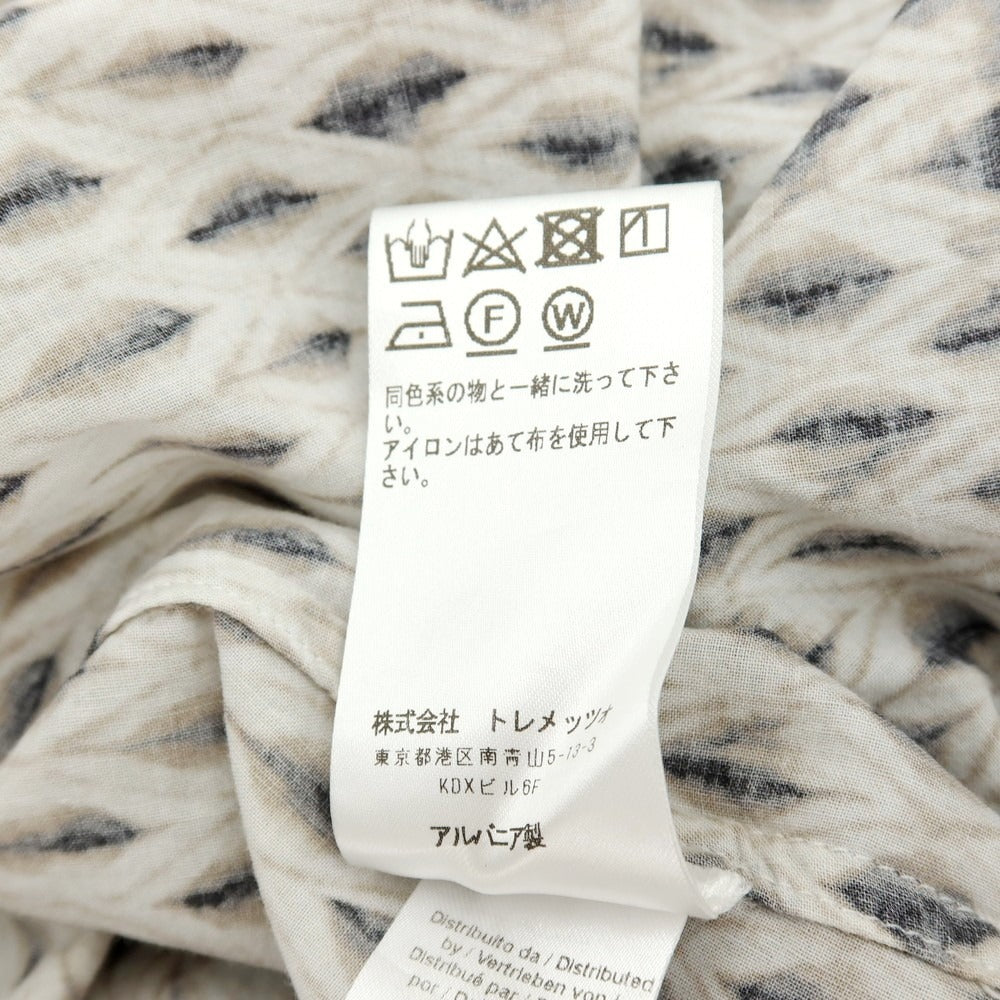 F W
同色系の物と一緒に洗って下さ
い。
アイロンはあて布を使用して下
さい。
株式会社 トレメッツォ
東京都港区南青山5-13-3
KDXビル6F
アルバニア製
Distribuito da / Distributed
by / Vertrieben von /
Distribué par /
por /